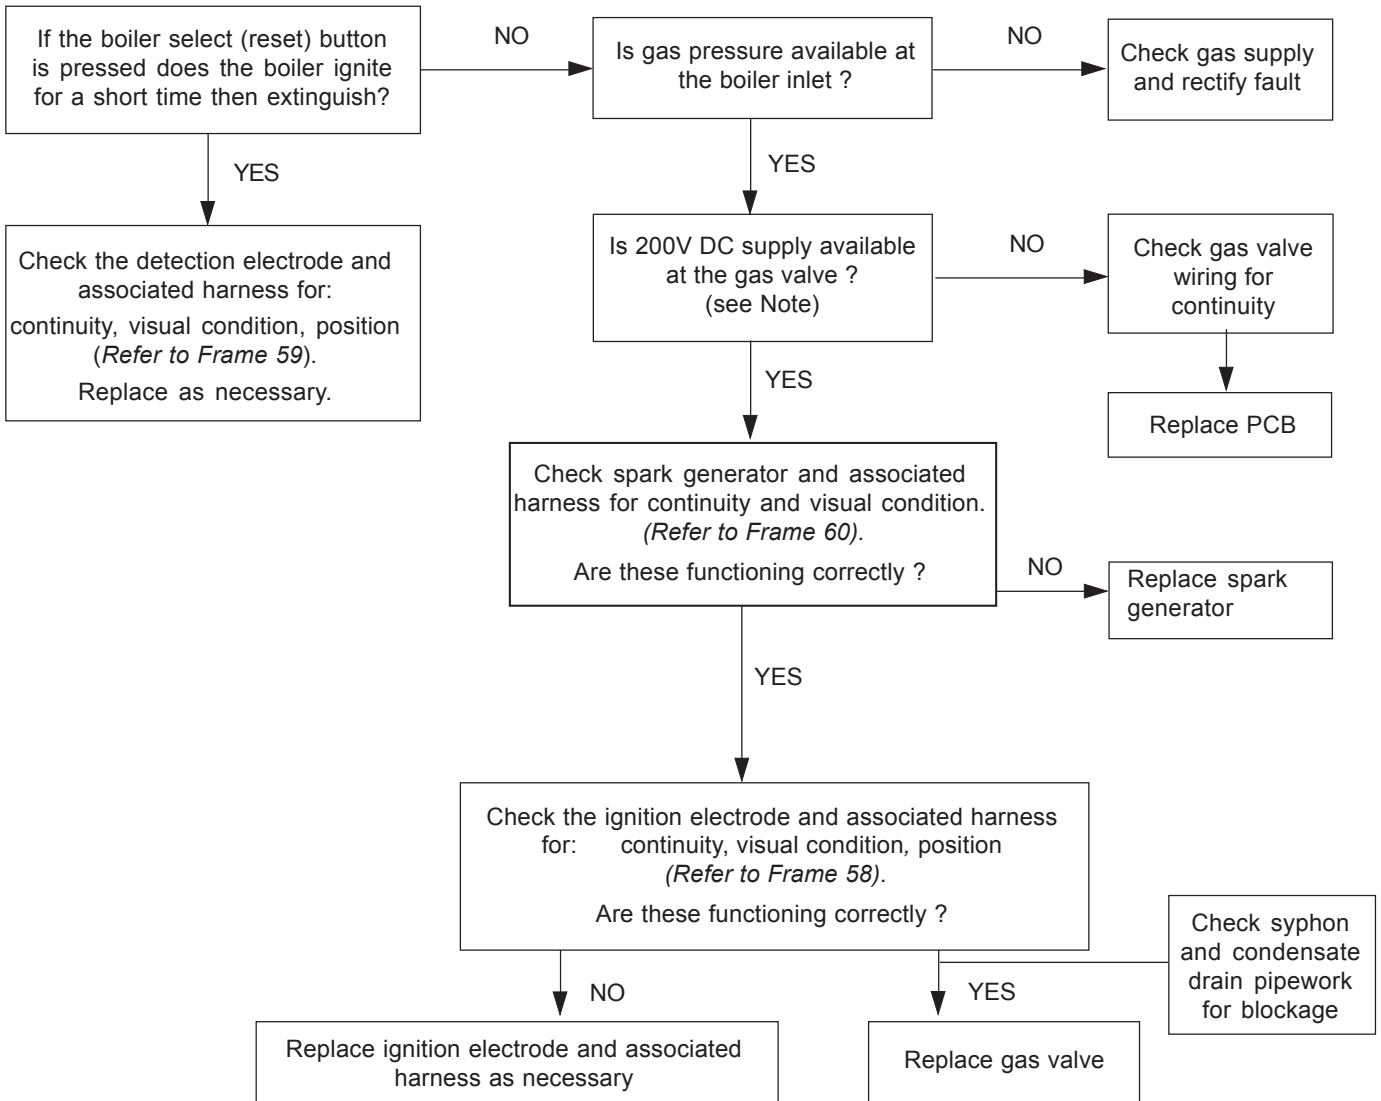 If the boiler select (reset) button
is pressed does the boiler ignite
for a short time then extinguish?
NO
Is gas pressure available at
the boiler inlet ?
NO
Check gas supply
and rectify fault
YES
YES
Check the detection electrode and
associated harness for:
continuity, visual condition, position
(Refer to Frame 59).
Replace as necessary.
Is 200V DC supply available
at the gas valve ?
(see Note)
NO
Check gas valve
wiring for
continuity
YES
Replace PCB
Check spark generator and associated
harness for continuity and visual condition.
(Refer to Frame 60).
Are these functioning correctly ?
NO
Replace spark
generator
YES
Check the ignition electrode and associated harness
for: continuity, visual condition, position
(Refer to Frame 58).
Are these functioning correctly ?
Check syphon
and condensate
drain pipework
for blockage
NO
YES
Replace ignition electrode and associated
harness as necessary
Replace gas valve